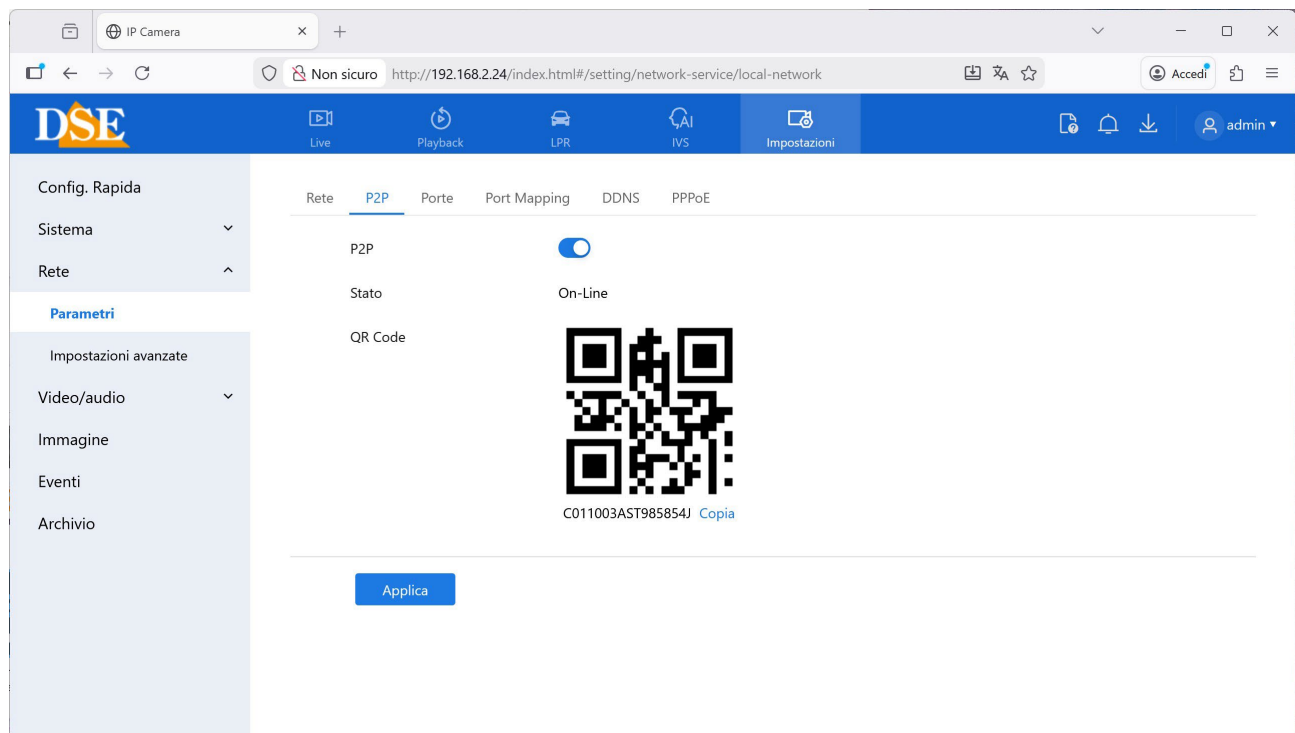 IP Camera
Non sicuro http://192.168.2.24/index.html#/setting/network-service/local-network Accedi
DSE Live Playback LPR AI IVS Impostazioni admin
Config. Rapida
Sistema
Rete
Parametri
Impostazioni avanzate
Video/audio
Immagine
Eventi
Archivio
Rete P2P Porte Port Mapping DDNS PPPoE
P2P
Stato On-Line
QR Code
C011003AST985854J Copia
Applica